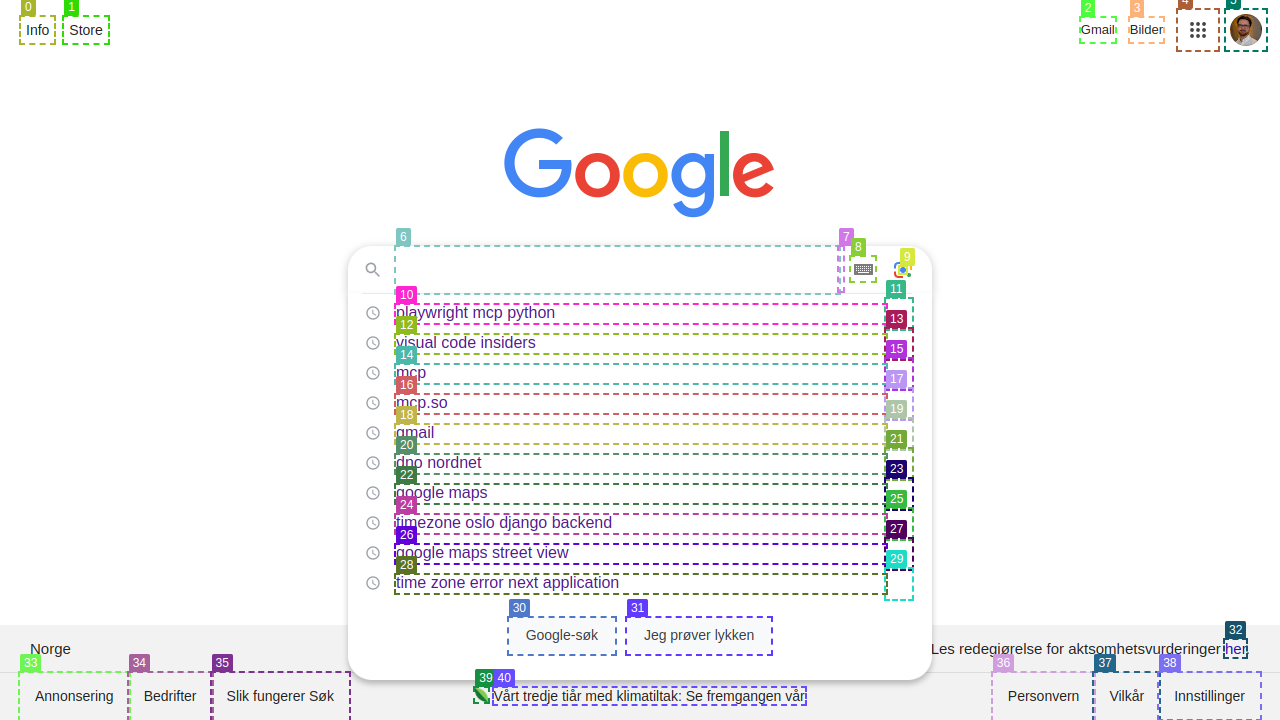 0 1 2 3 4 5
Info Store Gmail Bilder
Google
6 7 8 9
10 11
playwright mcp python
12 13
visual code insiders
14 15
mcp
16 17
mcp.so
18 19
gmail
20 21
dno nordnet
22 23
google maps
24 25
timezone oslo django backend
26 27
google maps street view
28 29
time zone error next application
30 31
Google-søk Jeg prøver lykken
32
Norge Les redegjørelse for aktsomhetsvurderinger her.
33 34 35 36 37 38
Annonsering Bedrifter Slik fungerer Søk Personvern Vilkår Innstillinger
39 40
Vårt tredje tiår med klimatiltak: Se fremgangen vår